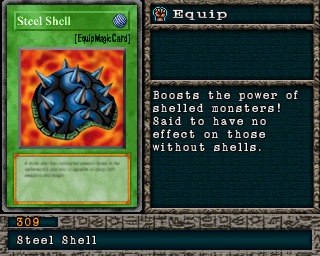 Steel Shell
[EquipMagicCard]
Equip
Boosts the power of
shelled monsters!
Said to have no
effect on those
without shells.
309
Steel Shell